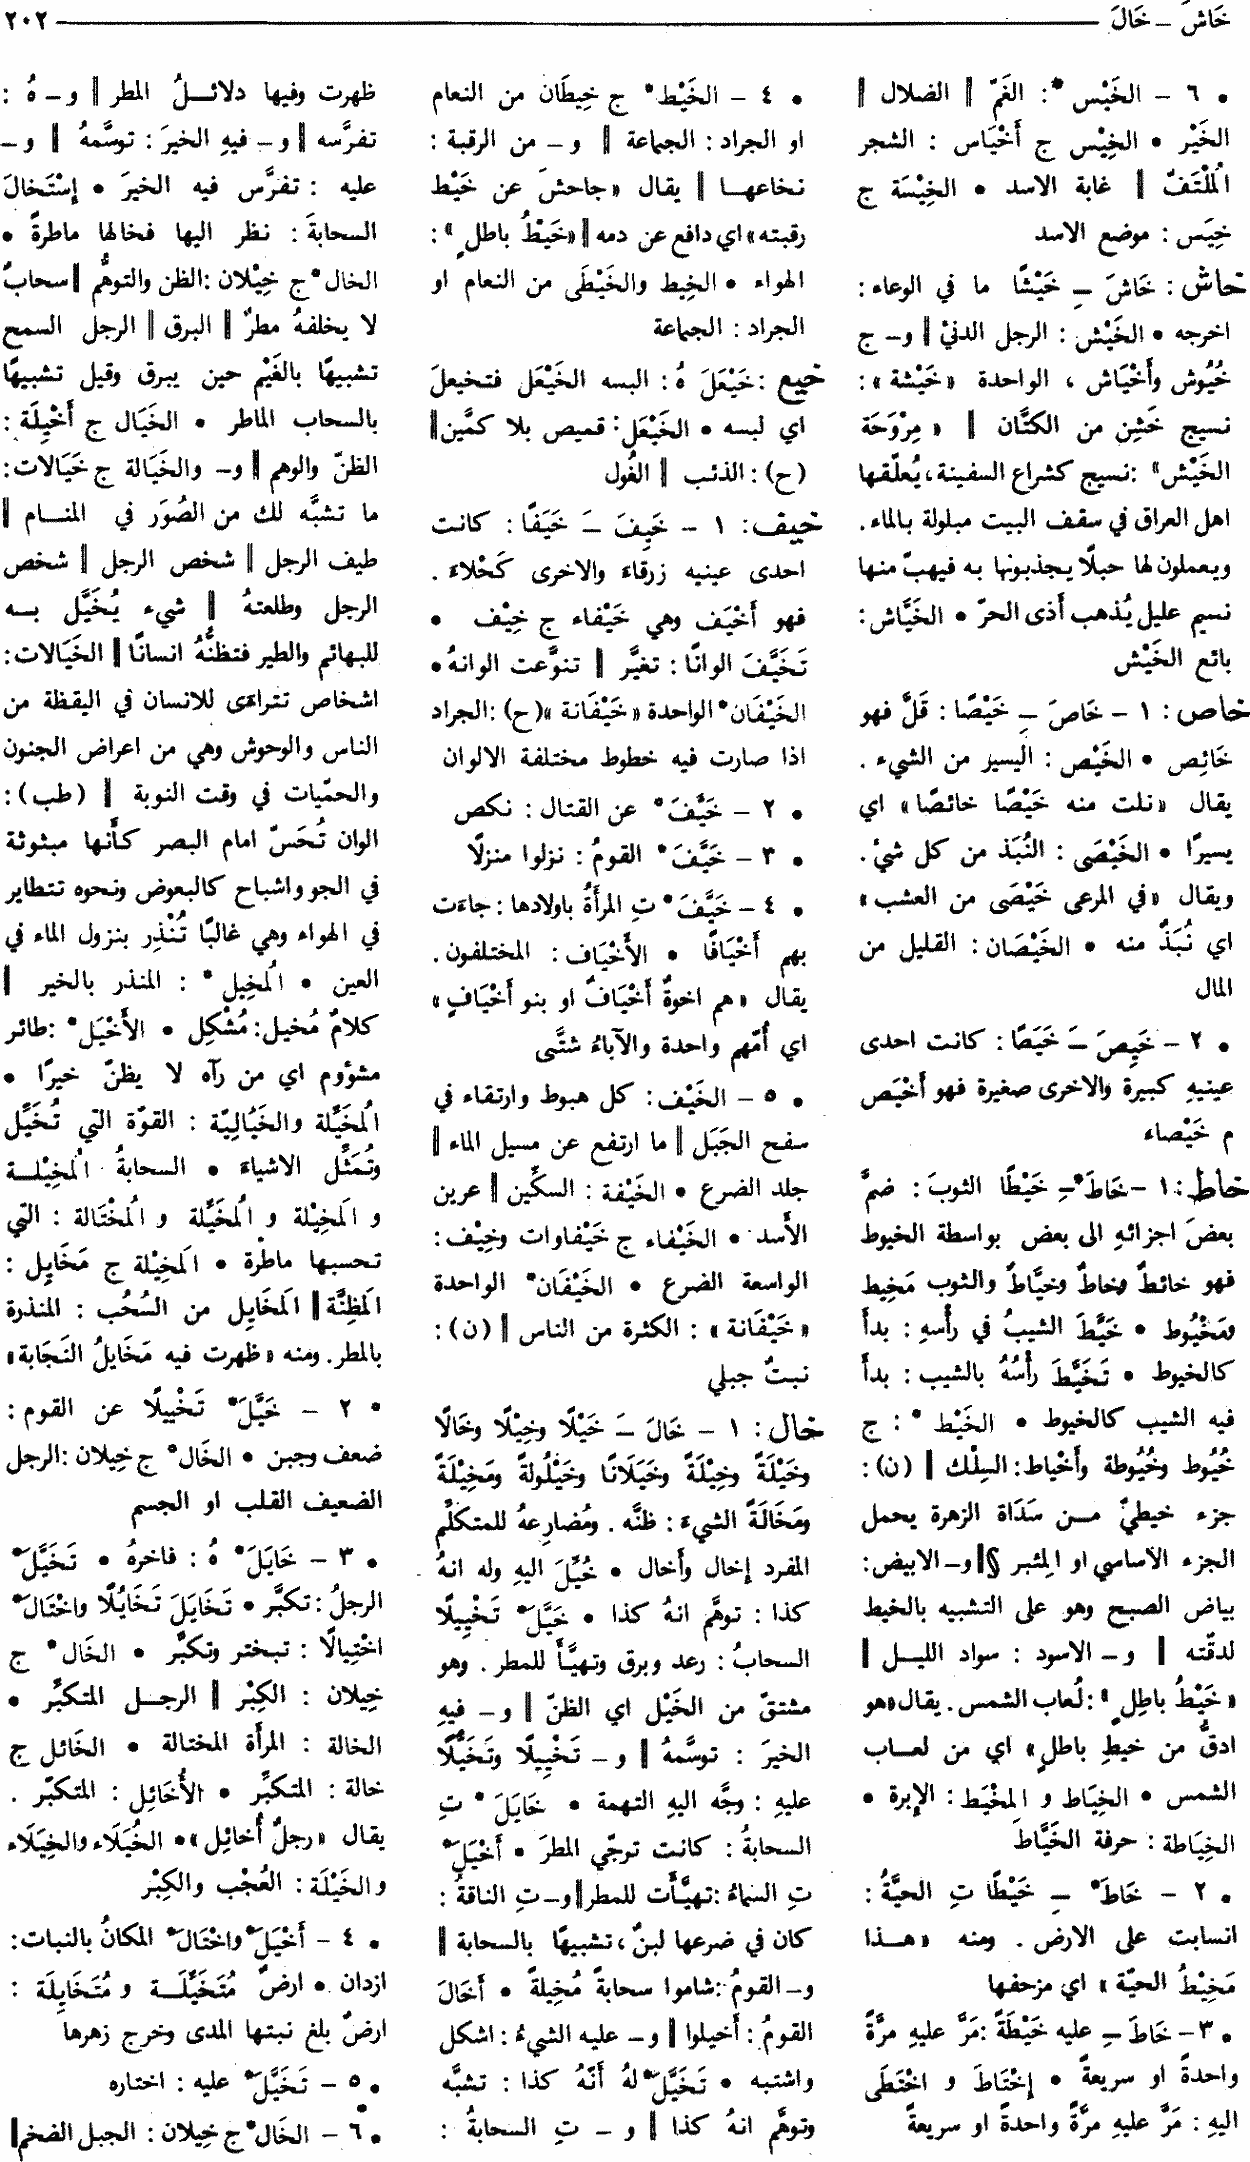 خَاشَ – خَالَ ٢٠٢
• ٦ – الخَيْس* : الغَمّ ‖ الضلال ‖
الخَيْر • الخِيْس ج أَخْيَاس : الشجر
المُلْتَفّ ‖ غابة الاسد • الخِيْسَة ج
خِيَس : موضع الاسد
خاش : خَاشَ ـِ خَيْشًا ما في الوعاء :
اخرجه • الخَيْش : الرجل الدنيْ ‖ و– ج
خُيُوش وأَخْيَاش ، الواحدة «خَيْشة» :
نسيج خَشِن من الكتَّان ‖ «مِرْوَحَة
الخَيْش» : نسيج كشراع السفينة ، يُعلّقها
اهل العراق في سقف البيت مبلولة بالماء .
ويعملون لها حبلًا يجذبونها به فيهبّ منها
نسيم عليل يُذهب أَذى الحرّ • الخَيَّاش :
بائع الخَيْش
خاص : ١ – خَاصَ ـِ خَيْصًا : قَلَّ فهو
خَائِص • الخَيْص : اليسير من الشيء .
يقال «نلت منه خَيْصًا خائصًا» اي
يسيرًا • الخَيْصَى : النُبَذ من كل شيْ .
ويقال «في المرعى خَيْصَى من العشب»
اي نُبَذٌ منه • الخَيْصَان : القليل من
المال
• ٢ – خَيِصَ ـَ خَيَصًا : كانت احدى
عينيهِ كبيرة والاخرى صغيرة فهو أَخْيَص
م خَيْصاء
خاط : ١ – خَاطَ* ـِ خَيْطًا الثوبَ : ضمَّ
بعضَ اجزائهِ الى بعض بواسطة الخيوط
فهو خائطٌ وخاطٌ وخيَّاطٌ والثوب مَخِيط
ومَخْيُوط • خَيَّطَ الشيبُ في رأْسهِ : بدأَ
كالخيوط • تَخَيَّطَ رأْسُهُ بالشيب : بدأَ
فيه الشيب كالخيوط • الخَيْط* : ج
خُيُوط وخُيُوطة وأَخْياط : السِلْك ‖ (ن) :
جزء خيطيّ من سَدَاة الزهرة يحمل
الجزء الاساسي او المِئبر § ‖ و– الابيض :
بياض الصبح وهو على التشبيه بالخيط
لدقّته ‖ و– الاسود : سواد الليل ‖
«خَيْطُ باطِلٍ» : لُعاب الشمس . يقال «هو
ادقُّ من خيطِ باطلٍ» اي من لعاب
الشمس • الخِيَاط و المِخْيَط : الإبرة •
الخِيَاطة : حرفة الخَيَّاط
• ٢ – خَاطَ* ـِ خَيْطًا تِ الحيَّةُ :
انسابت على الارض . ومنه «هذا
مَخِيْطُ الحيّة» اي مزحفها
• ٣ – خَاطَ ـِ عليه خَيْطَةً : مَرَّ عليهِ مرَّةً
واحدةً او سريعةً • إخْتَاطَ و اخْتَطَى
اليهِ : مَرَّ عليهِ مرَّةً واحدةً او سريعةً
• ٤ – الخَيْط* ج خِيطَان من النعام
او الجراد : الجماعة ‖ و– من الرقبة :
نخاعها ‖ يقال «جاحشَ عن خَيْط
رقبته» اي دافع عن دمه ‖ «خَيْطُ باطلٍ» :
الهواء • الخِيط والخَيْطَى من النعام او
الجراد : الجماعة
خيع : خَيْعَلَ هُ : البسه الخَيْعَل فتخيعلَ
اي لبسه • الخَيْعَل : قميص بلا كمَّين ‖
(ح) : الذئب ‖ الغُول
خيف : ١ – خَيِفَ ـَ خَيَفًا : كانت
احدى عينيه زرقاءَ والاخرى كَحْلاءَ .
فهو أَخْيَف وهي خَيْفاء ج خِيْف •
تَخَيَّفَ الوانًا : تغيَّر ‖ تنوَّعت الوانهُ •
الخَيْفَان* الواحدة «خَيْفَانة» (ح) : الجراد
اذا صارت فيه خطوط مختلفة الالوان
• ٢ – خَيَّفَ* عن القتال : نكص
• ٣ – خَيَّفَ* القومُ : نزلوا منزلًا
• ٤ – خَيَّفَ* تِ المرأَةُ باولادها : جاءَت
بهم أَخْيَافًا • الأَخْيَاف : المختلفون .
يقال «هم اخوةٌ أَخْيَافٌ او بنو أَخْيَافٍ»
اي أُمّهم واحدة والآباءُ شتَّى
• ٥ – الخَيْف : كل هبوط وارتقاء في
سفح الجَبَل ‖ ما ارتفع عن مسيل الماء ‖
جلد الضرع • الخَيْفة : السكِّين ‖ عرين
الأَسد • الخَيْفاء ج خَيْفاوات وخِيْف :
الواسعة الضرع • الخَيْفَان* الواحدة
«خَيْفَانة» : الكثرة من الناس ‖ (ن) :
نبتٌ جبلي
خال : ١ – خَالَ ـَ خَيْلًا وخِيْلًا وخَالًا
وخَيْلَةً وخِيْلَةً وخَيَلَانًا وخَيْلُولةً ومَخِيْلَةً
ومَخَالَةً الشيءَ : ظنَّه . ومُضارِعهُ للمتكلِّم
المفرد إخال وأَخال • خُيِّلَ اليهِ وله انهُ
كذا : توهَّم انهُ كذا • خَيَّلَ* تَخْيِيلًا
السحابُ : رعد وبرق وتهيَّأَ للمطر . وهو
مشتقّ من الخَيْل اي الظنّ ‖ و– فيهِ
الخيرَ : توسَّمهُ ‖ و– تَخْيِيلًا وتَخَيُّلًا
عليهِ : وجَّه اليهِ التهمة • خَايَلَ* تِ
السحابةُ : كانت ترجّي المطرَ • أَخْيَلَ*
تِ السماءُ : تهيَّأَت للمطر ‖ و– تِ الناقةُ :
كان في ضرعها لبنٌ ، تشبيهًا بالسحابة ‖
و– القومُ : شاموا سحابةً مُخِيلةً • أَخَالَ
القومُ : أَخيلوا ‖ و– عليه الشيءُ : اشكل
واشتبه • تَخَيَّلَ* لهُ أَنَّهُ كذا : تشبَّه
وتوهَّم انهُ كذا ‖ و – تِ السحابةُ :
ظهرت وفيها دلائلُ المطر ‖ و– هُ :
تفرَّسه ‖ و– فيهِ الخيرَ : توسَّمهُ ‖ و–
عليه : تفرَّس فيه الخيرَ • إسْتَخالَ
السحابةَ : نظر اليها فخالها ماطرةً •
الخال* ج خِيْلان : الظن والتوهُّم ‖ سحابٌ
لا يخلفهُ مطرٌ ‖ البرق ‖ الرجل السمح
تشبيهًا بالغَيْم حين يبرق وقيل تشبيهًا
بالسحاب الماطر • الخَيَال ج أَخْيِلَة :
الظنّ والوهم ‖ و– والخَيَالة ج خَيَالات :
ما تشبَّه لك من الصُوَر في المنام ‖
طيف الرجل ‖ شخص الرجل ‖ شخص
الرجل وطلعتهُ ‖ شيء يُخَيَّل به
للبهائم والطير فتظنُّهُ انسانًا ‖ الخَيَالات :
اشخاص تتراءَى للانسان في اليقظة من
الناس والوحوش وهي من اعراض الجنون
والحمّيات في وقت النوبة ‖ (طب) :
الوان تُحَسّ امام البصر كأَنها مبثوثة
في الجو واشباح كالبعوض ونحوه تتطاير
في الهواء وهي غالبًا تُنْذِر بنزول الماء في
العين • المُخِيل* : المنذر بالخير ‖
كلامٌ مُخيل : مُشْكِل • الأَخْيَل* : طائر
مشؤوم اي من رآه لا يظنّ خيرًا •
المُخَيِّلة والخَيَالِيّة : القوّة التي تُخَيِّل
وتُمَثِّل الاشياءَ • السحابةُ المُخِيْلة
و المَخِيْلة و المُخَيِّلة و المُخْتَالة : التي
تحسبها ماطرة • المَخِيْلة ج مَخَايِل :
المَظِنَّة ‖ المَخَايِل من السُحُب : المنذرة
بالمطر . ومنه «ظهرت فيه مَخَايلُ النَجَابة»
• ٢ – خَيَّلَ* تَخْيِيلًا عن القوم :
ضعف وجبن • الخَال* ج خِيلان : الرجل
الضعيف القلب او الجسم
• ٣ – خَايَلَ* هُ : فاخرهُ • تَخَيَّلَ*
الرجلُ : تكبَّر • تَخَايَلَ تَخَايُلًا واخْتَالَ*
اخْتِيالًا : تبختر وتكبَّر • الخَال* ج
خِيلان : الكِبْر ‖ الرجل المتكبِّر •
الخالة : المرأَة المختالة • الخَائل ج
خالة : المتكبِّر • الأُخَائِل : المتكبّر .
يقال «رجلٌ أُخائِل» • الخُيَلَاء والخِيَلَاء
والخَيْلَة : العُجْب والكِبْر
• ٤ – أَخْيَلَ* واخْتَالَ* المكانُ بالنبات :
ازدان • ارضٌ مُتَخَيِّلَة و مُتَخَايِلَة :
ارضٌ بلغ نبتها المدى وخرج زهرها
• ٥ – تَخَيَّلَ* عليه : اختاره
• ٦ – الخَال* ج خِيلان : الجبل الضخم ‖